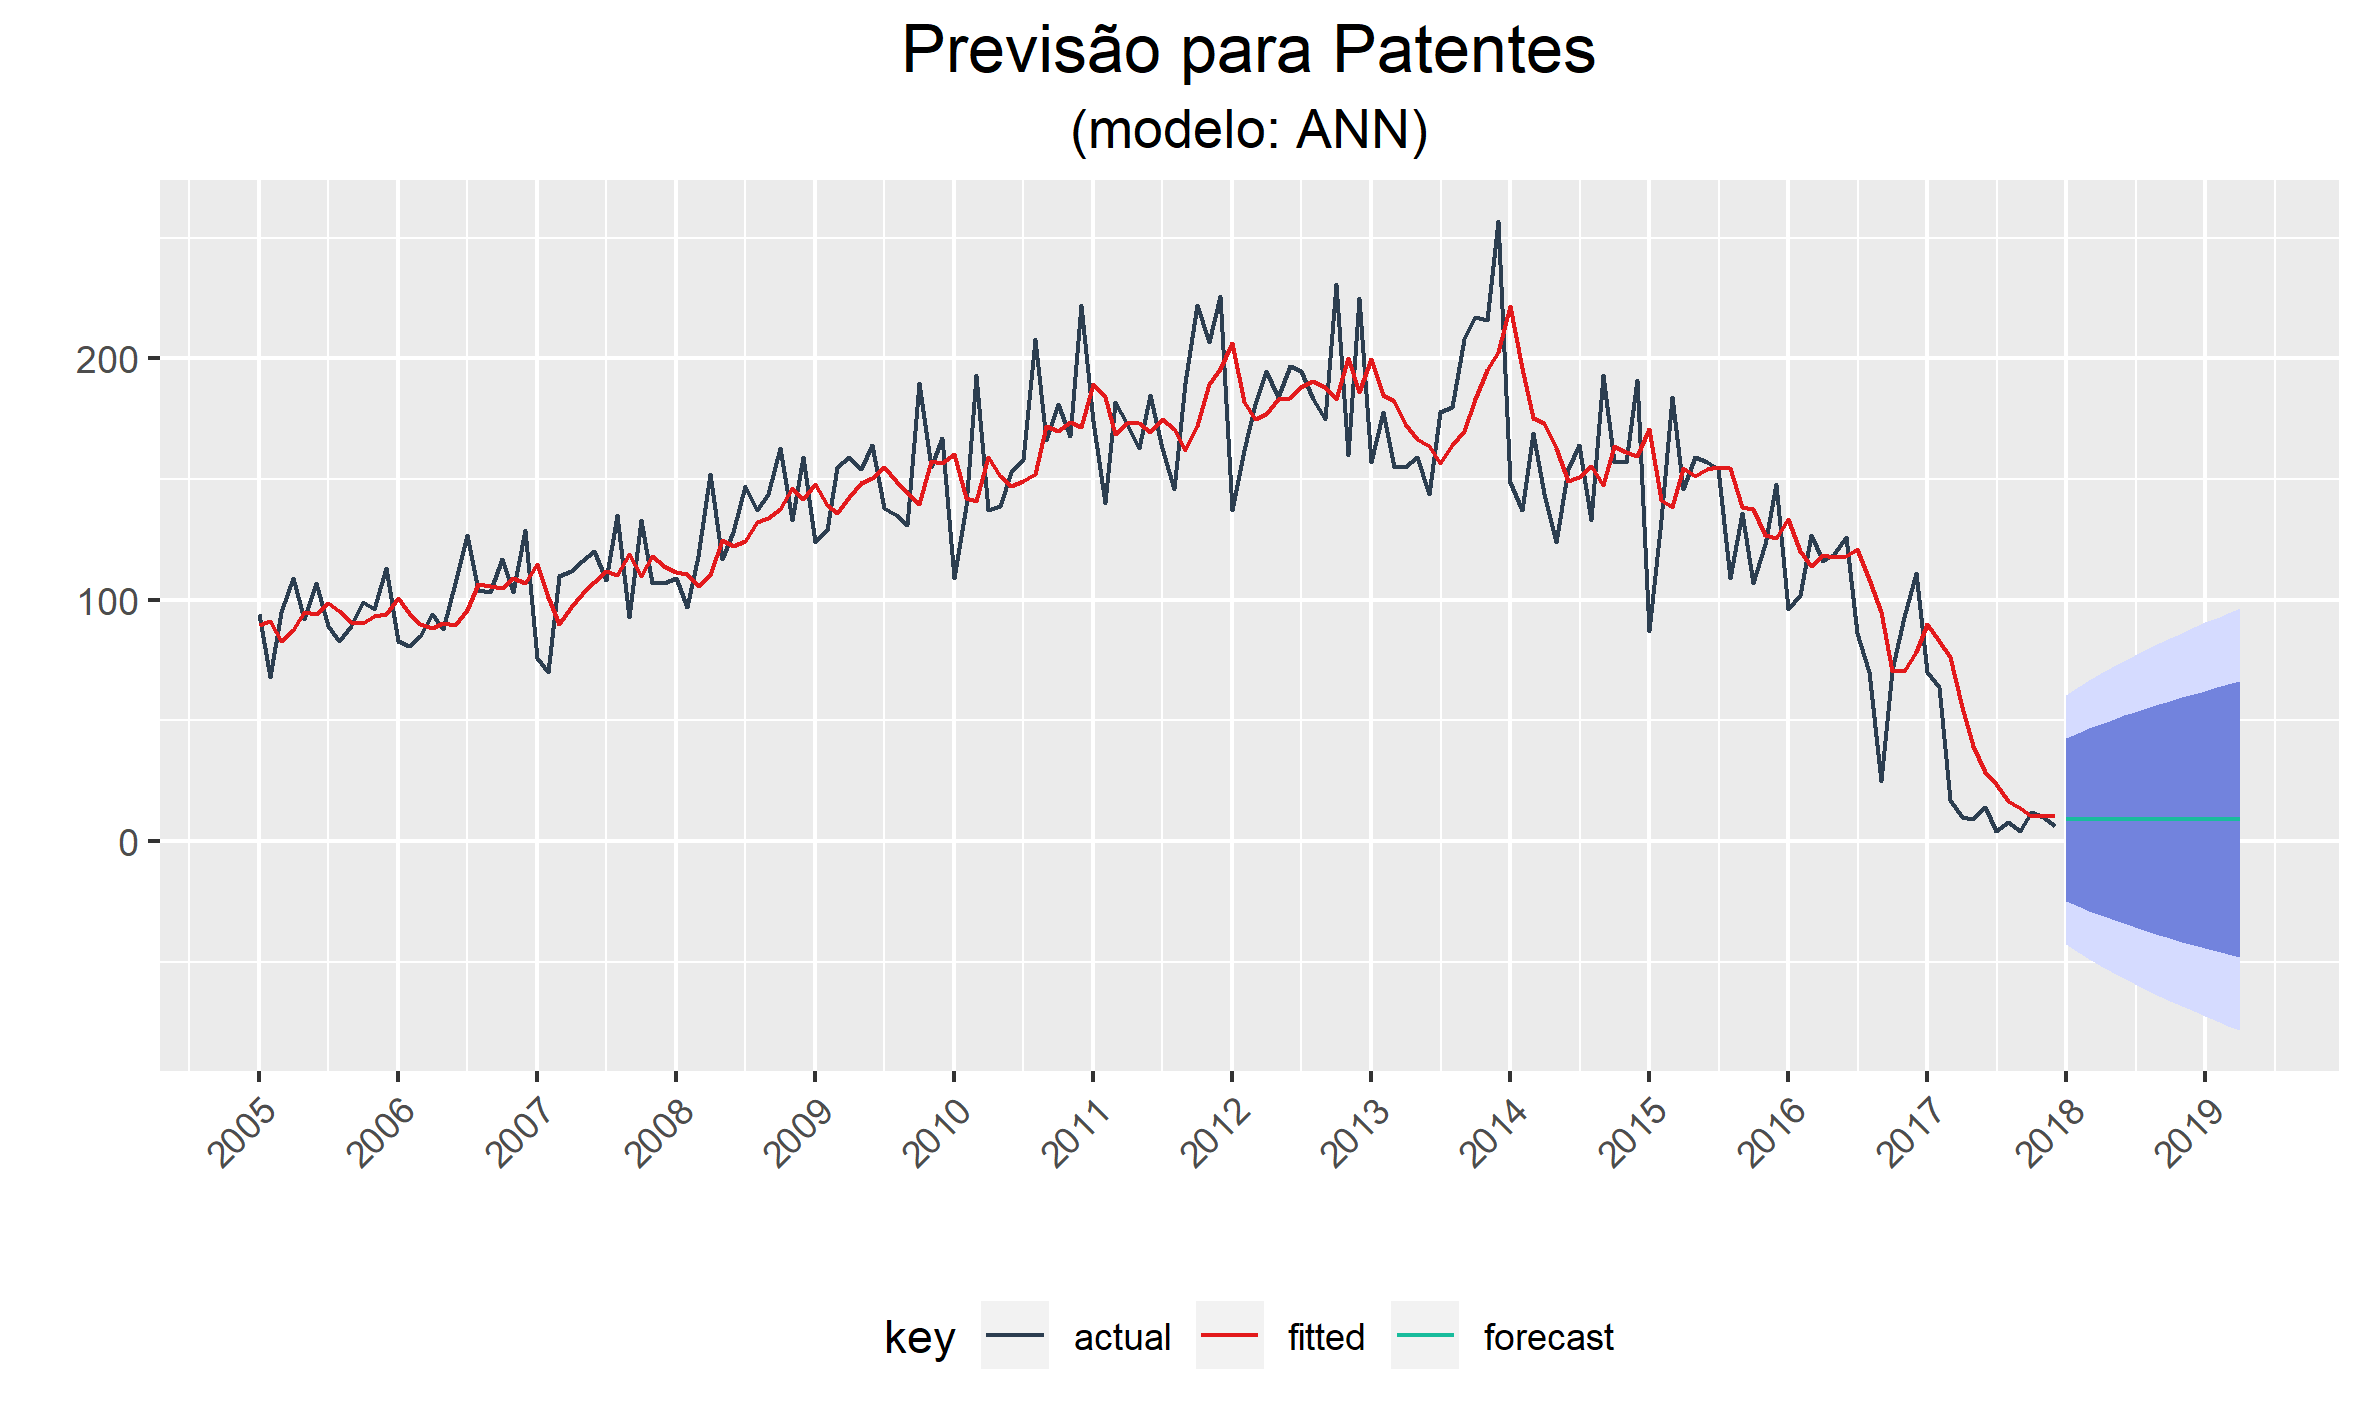 Previsão para Patentes
(modelo: ANN)
200
100
0
2005 2006 2007 2008 2009 2010 2011 2012 2013 2014 2015 2016 2017 2018 2019
key actual fitted forecast